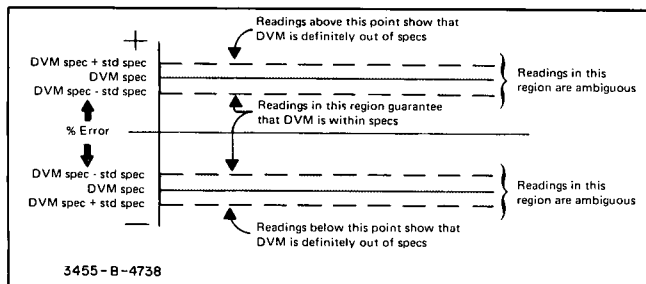 Readings above this point show that
DVM is definitely out of specs
+
DVM spec + std spec
DVM spec
DVM spec - std spec
Readings in this
region are ambiguous
Readings in this region guarantee
that DVM is within specs
% Error
DVM spec - std spec
DVM spec
DVM spec + std spec
Readings in this
region are ambiguous
—
Readings below this point show that
DVM is definitely out of specs
3455-B-4738